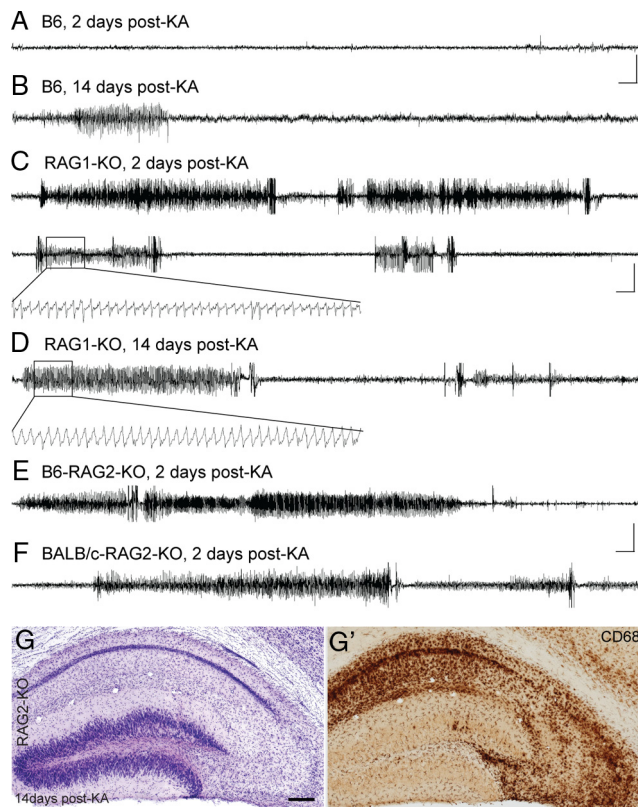 A B6, 2 days post-KA
B B6, 14 days post-KA
C RAG1-KO, 2 days post-KA
D RAG1-KO, 14 days post-KA
E B6-RAG2-KO, 2 days post-KA
F BALB/c-RAG2-KO, 2 days post-KA
G
RAG2-KO
14days post-KA
G'
CD68